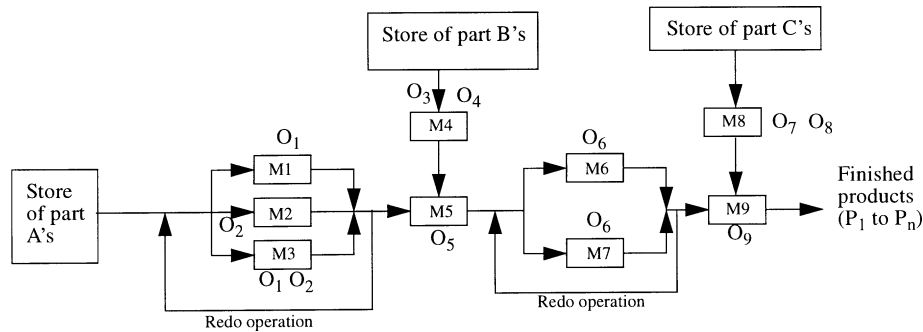 Store of part B's
Store of part C's
O3 O4
M4
M8
O7 O8
O1
M1
O6
M6
Store
of part
A's
O2
M2
M5
O5
M9
O9
Finished
products
(P1 to Pn)
M3
O1 O2
O6
M7
Redo operation
Redo operation